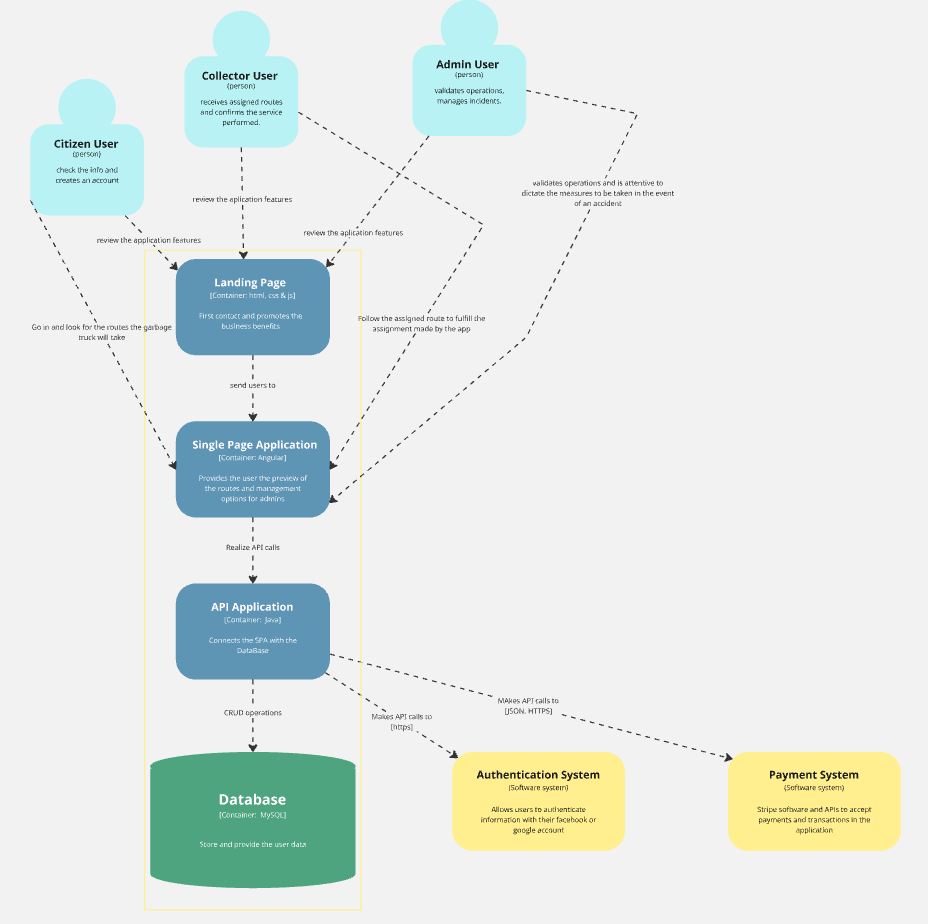 Admin User
(person)
validates operations,
manages incidents.
Collector User
(person)
receives assigned routes
and confirms the service
performed.
Citizen User
(person)
check the info and
creates an account
validates operations and is attentive to
dictate the measures to be taken in the event
of an accident
review the aplication features
review the aplication features
review the application features
Landing Page
[Container: html, css & js]
First contact and promotes the
business benefits
Go in and look for the routes the garbage
truck will take
Follow the assigned route to fulfill the
assignment made by the app
send users to
Single Page Application
[Container: Angular]
Provides the user the preview of
the routes and management
options for admins
Realize API calls
API Application
[Container: Java]
Connects the SPA with the
DataBase
CRUD operations
Makes API calls to
[https]
MAkes API calls to
[JSON, HTTPS]
Database
[Container: MySQL]
Store and provide the user data
Authentication System
(Software system)
Allows users to authenticate
information with their facebook or
google account
Payment System
(Software system)
Stripe software and APIs to accept
payments and transactions in the
application